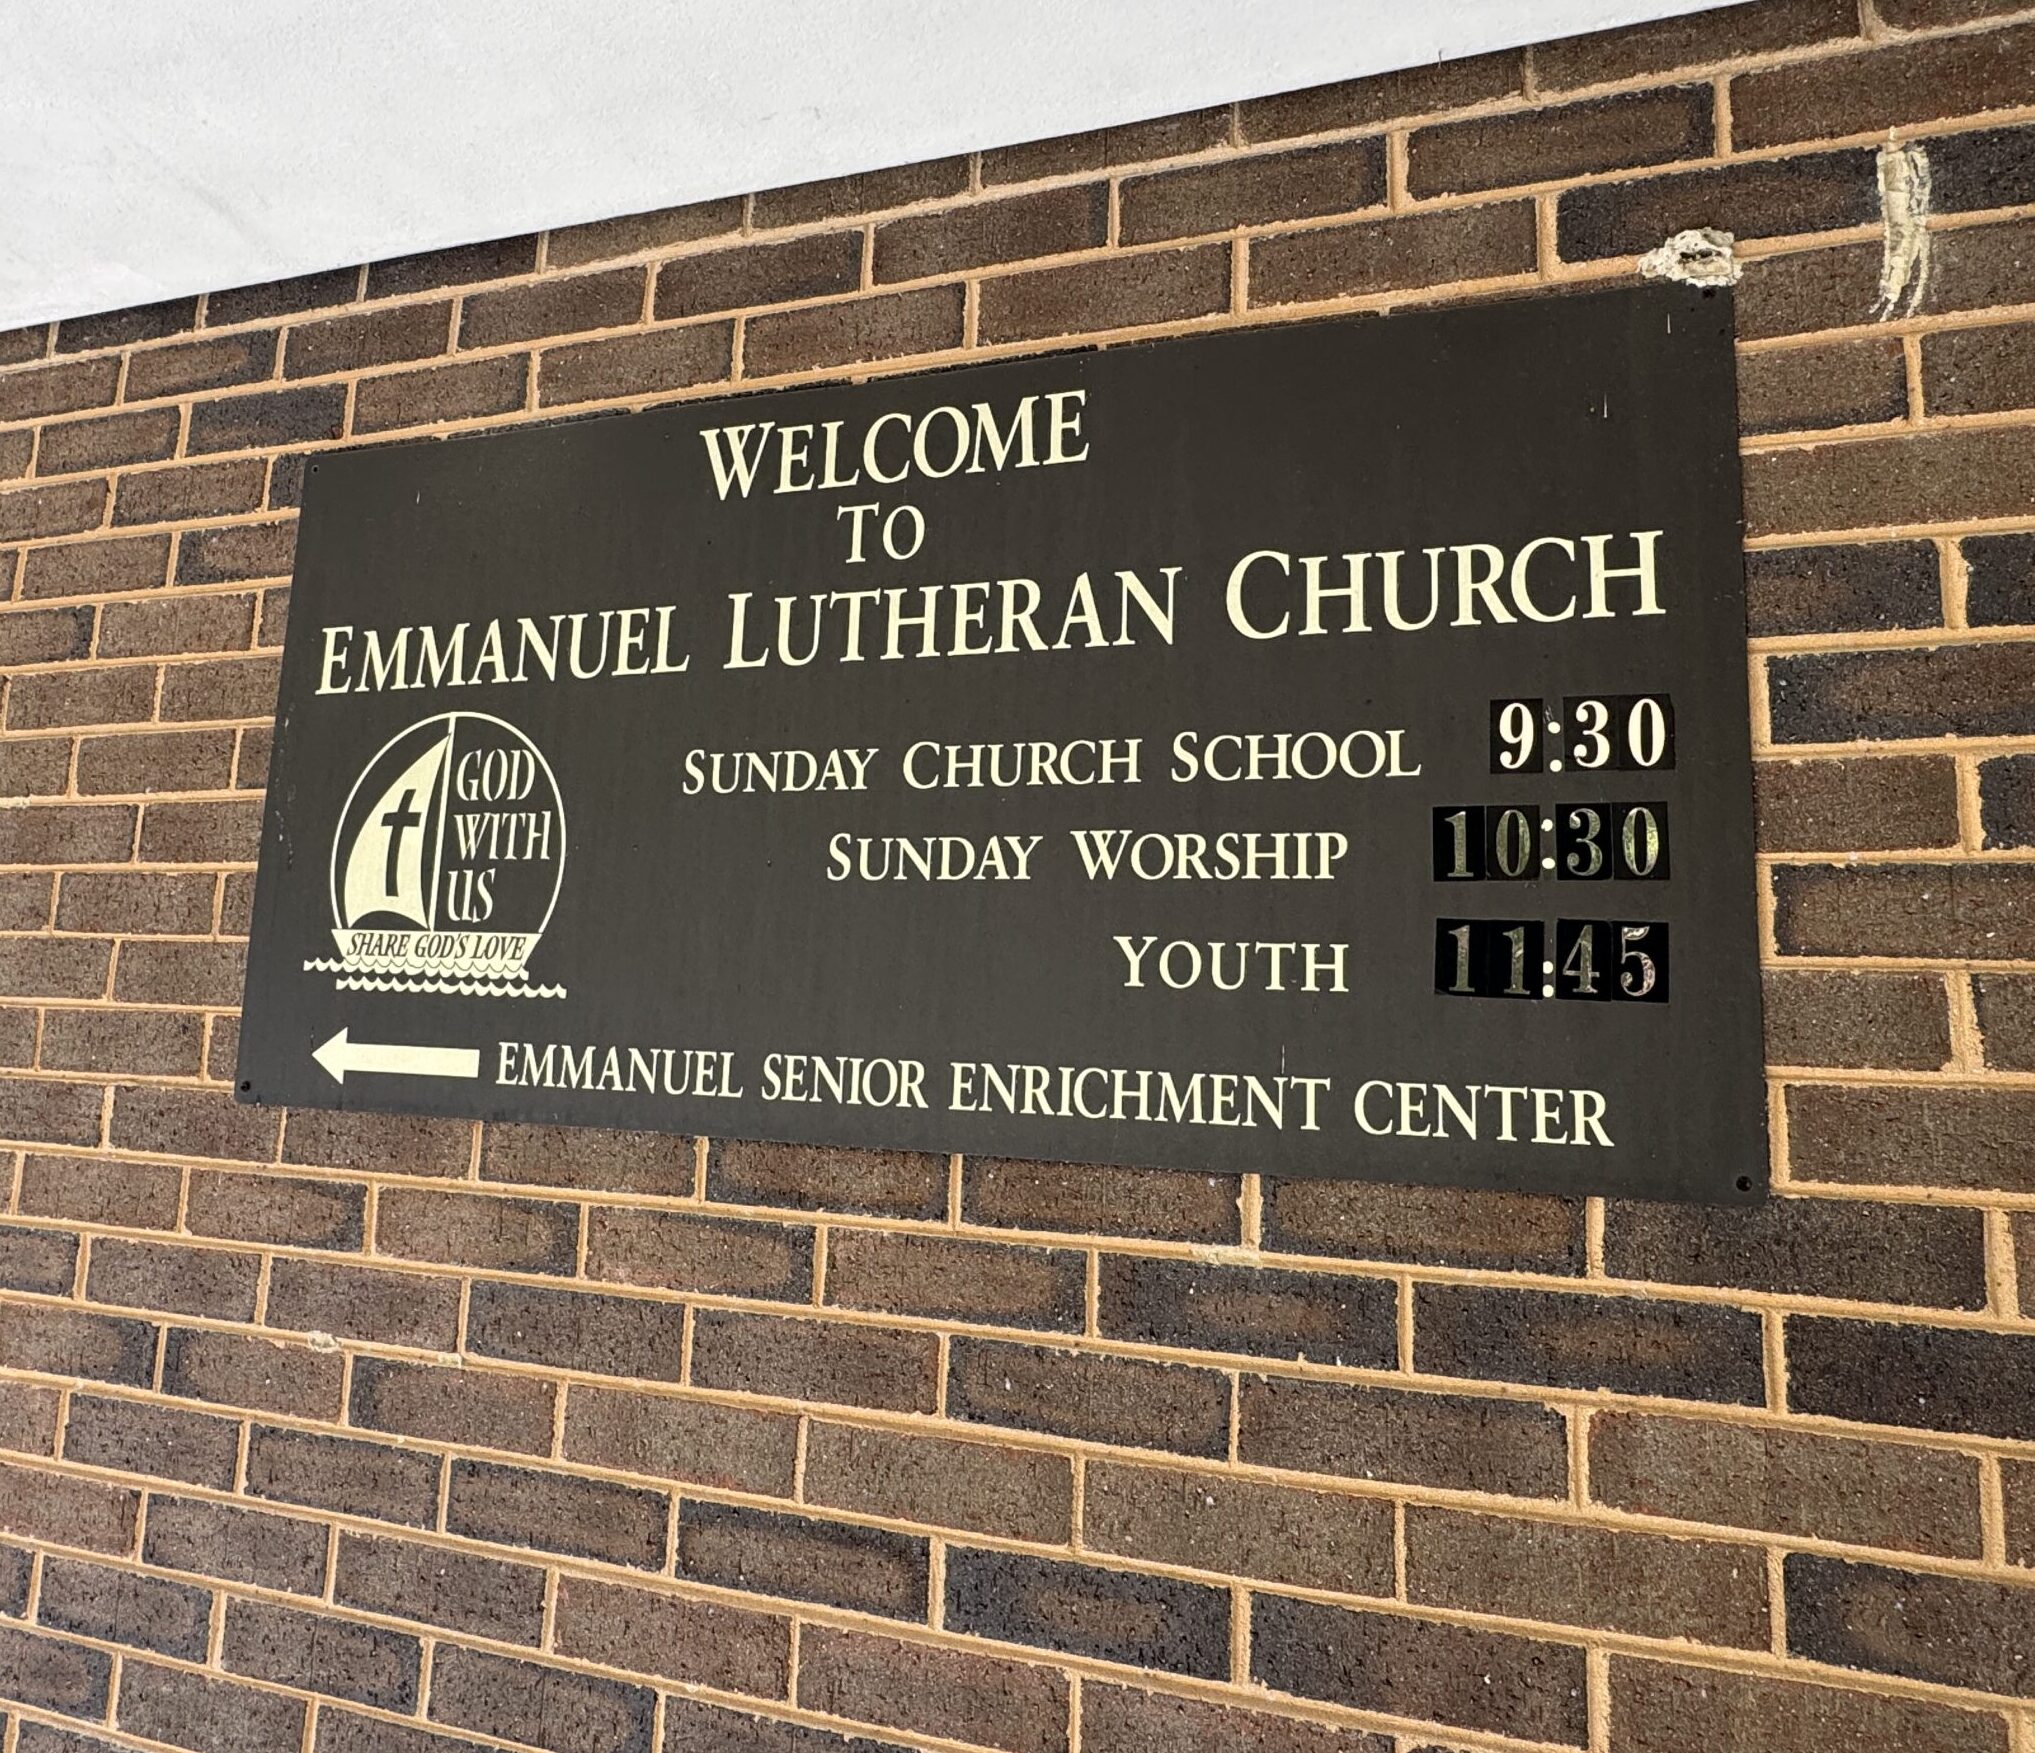 WELCOME
TO
EMMANUEL LUTHERAN CHURCH
GOD
WITH
US
SHARE GOD'S LOVE
SUNDAY CHURCH SCHOOL 9:30
SUNDAY WORSHIP 10:30
YOUTH 11:45
EMMANUEL SENIOR ENRICHMENT CENTER